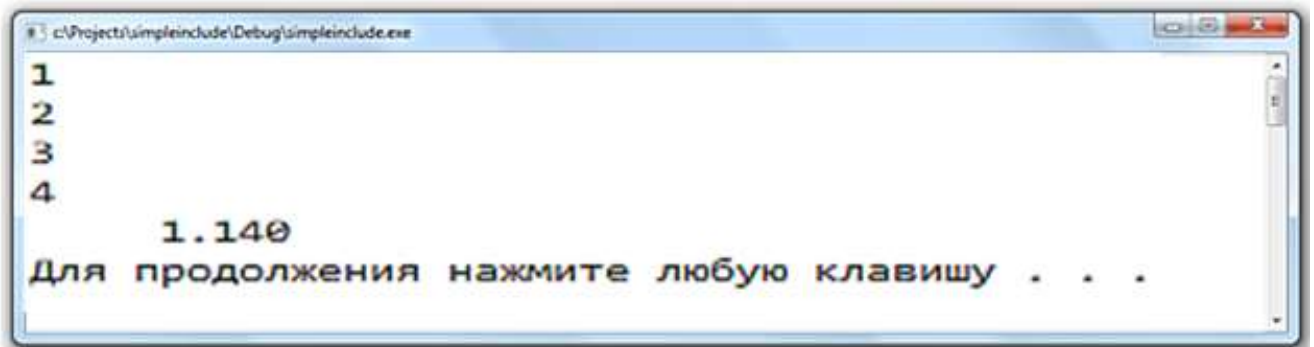 c:\Projects\simpleinclude\Debug\simpleinclude.exe
1
2
3
4
1.140
Для продолжения нажмите любую клавишу . . .